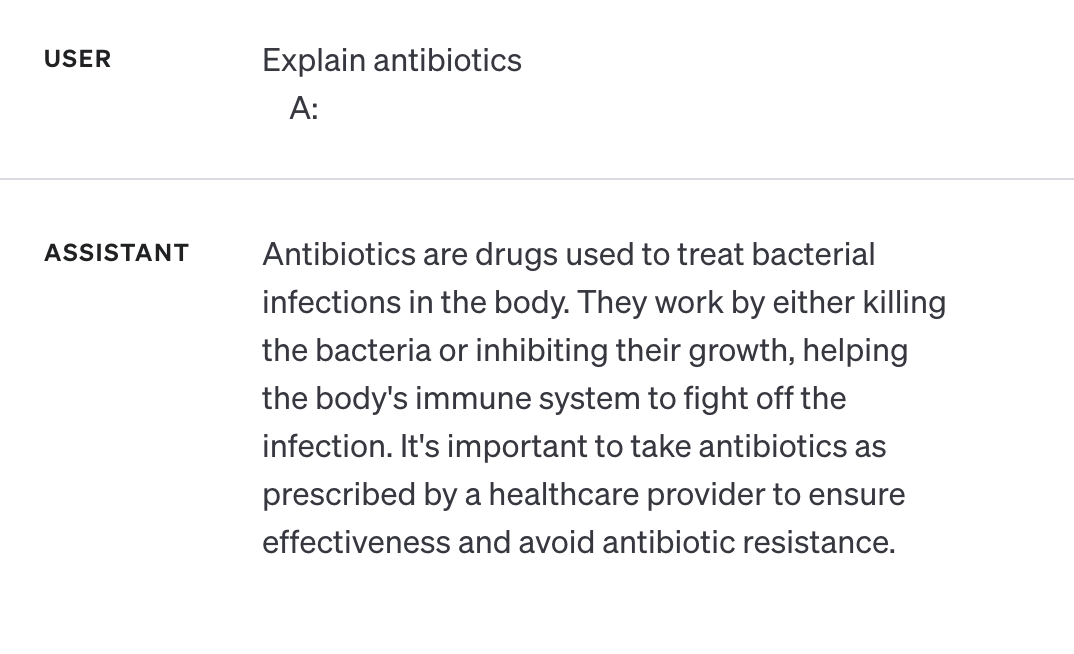 USER
Explain antibiotics
A:
ASSISTANT
Antibiotics are drugs used to treat bacterial
infections in the body. They work by either killing
the bacteria or inhibiting their growth, helping
the body's immune system to fight off the
infection. It's important to take antibiotics as
prescribed by a healthcare provider to ensure
effectiveness and avoid antibiotic resistance.